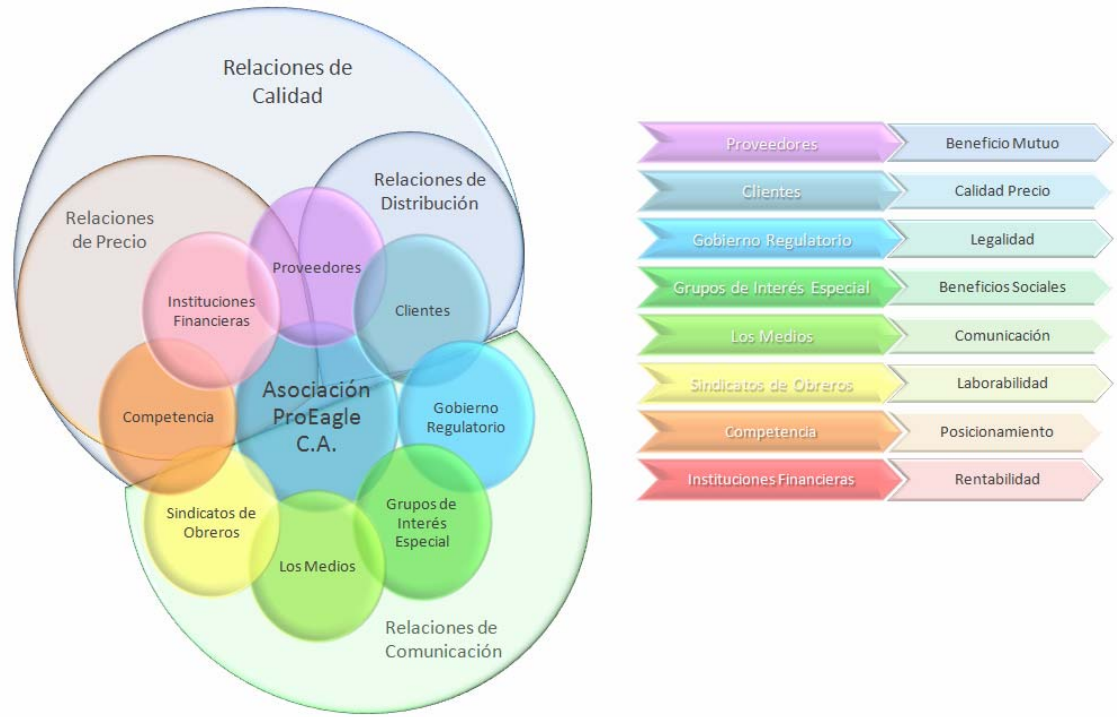 Relaciones de
Calidad
Relaciones de
Distribución
Relaciones
de Precio
Proveedores
Instituciones
Financieras
Clientes
Asociación
ProEagle
C.A.
Competencia
Gobierno
Regulatorio
Sindicatos de
Obreros
Grupos de
Interés
Especial
Los Medios
Relaciones de
Comunicación
Proveedores
Beneficio Mutuo
Clientes
Calidad Precio
Gobierno Regulatorio
Legalidad
Grupos de Interés Especial
Beneficios Sociales
Los Medios
Comunicación
Sindicatos de Obreros
Laborabilidad
Competencia
Posicionamiento
Instituciones Financieras
Rentabilidad